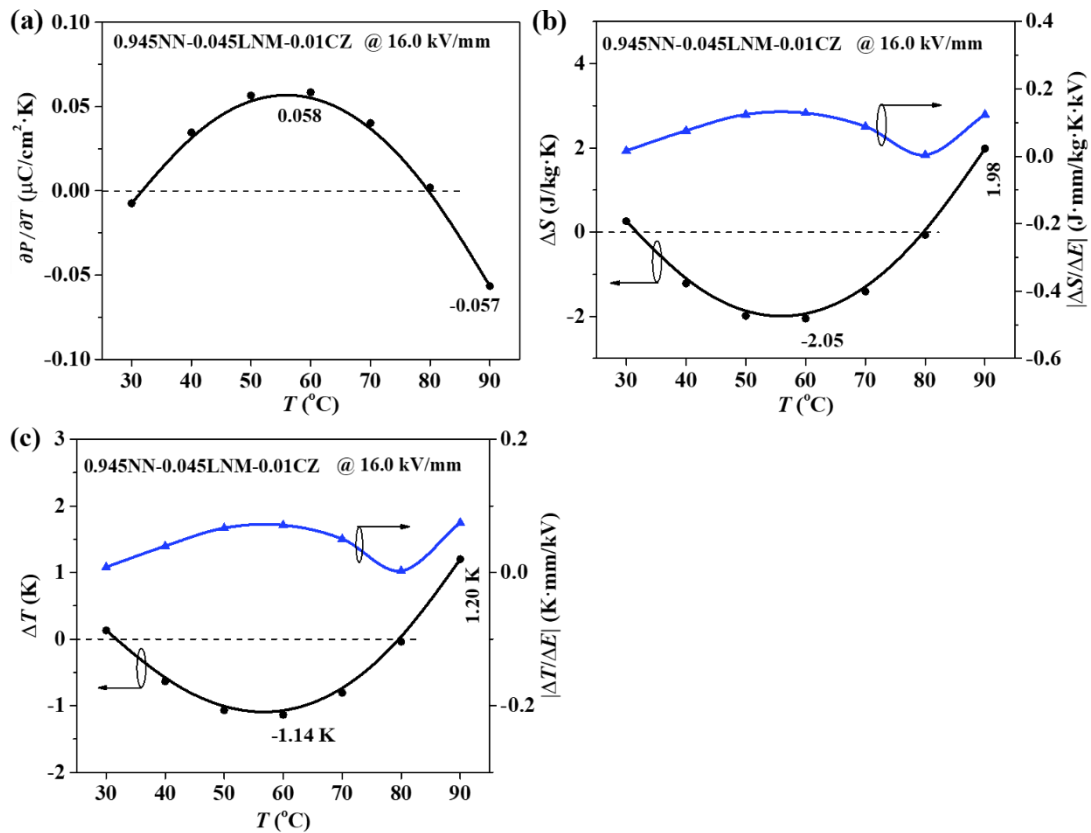 (a)
0.945NN-0.045LNM-0.01CZ @ 16.0 kV/mm
0.10
0.05
0.00
-0.05
-0.10
∂P/∂T (μC/cm²·K)
0.058
-0.057
30 40 50 60 70 80 90
T (°C)
(b)
0.945NN-0.045LNM-0.01CZ @ 16.0 kV/mm
4
2
0
-2
ΔS (J/kg·K)
0.4
0.2
0.0
-0.2
-0.4
-0.6
|ΔS/ΔE| (J·mm/kg·K·kV)
1.98
-2.05
30 40 50 60 70 80 90
T (°C)
(c)
0.945NN-0.045LNM-0.01CZ @ 16.0 kV/mm
3
2
1
0
-1
-2
ΔT (K)
0.2
0.0
-0.2
|ΔT/ΔE| (K·mm/kV)
1.20 K
-1.14 K
30 40 50 60 70 80 90
T (°C)